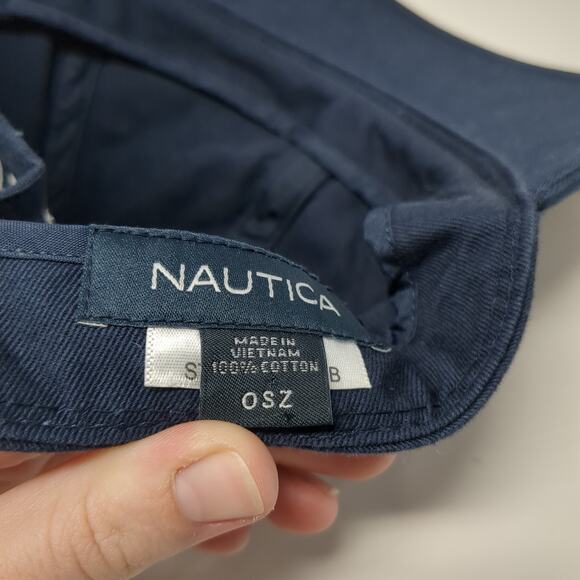 NAUTICA
MADE IN
VIETNAM
100% COTTON
OSZ